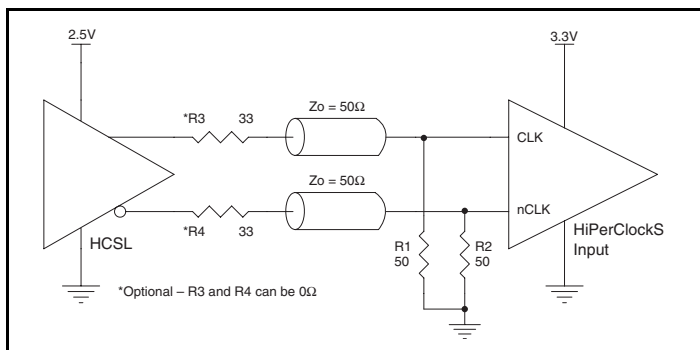 2.5V
3.3V
*R3 33
Zo = 50Ω
CLK
Zo = 50Ω
nCLK
*R4 33
HCSL
R1
50
R2
50
HiPerClockS
Input
*Optional – R3 and R4 can be 0Ω